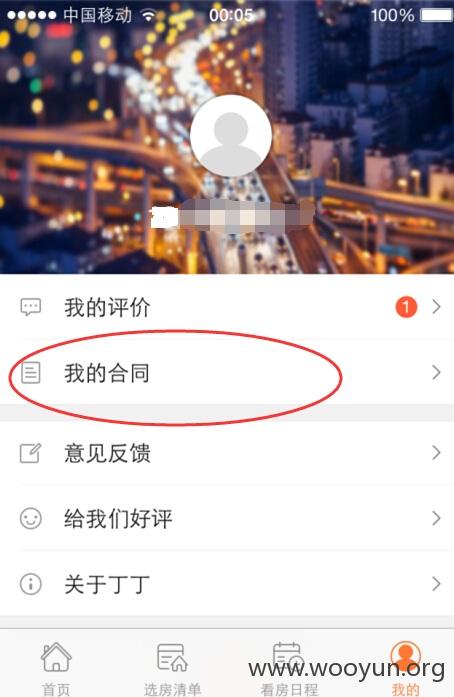 中国移动 00:05 100%
我的评价 1
我的合同
意见反馈
给我们好评
关于丁丁
首页 选房清单 看房日程 我的
www.wooyun.org